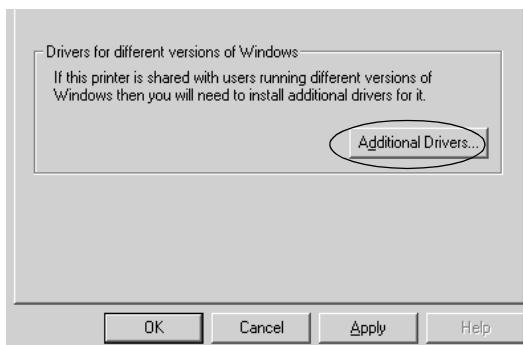 Drivers for different versions of Windows
If this printer is shared with users running different versions of
Windows then you will need to install additional drivers for it.
Additional Drivers...
OK
Cancel
Apply
Help